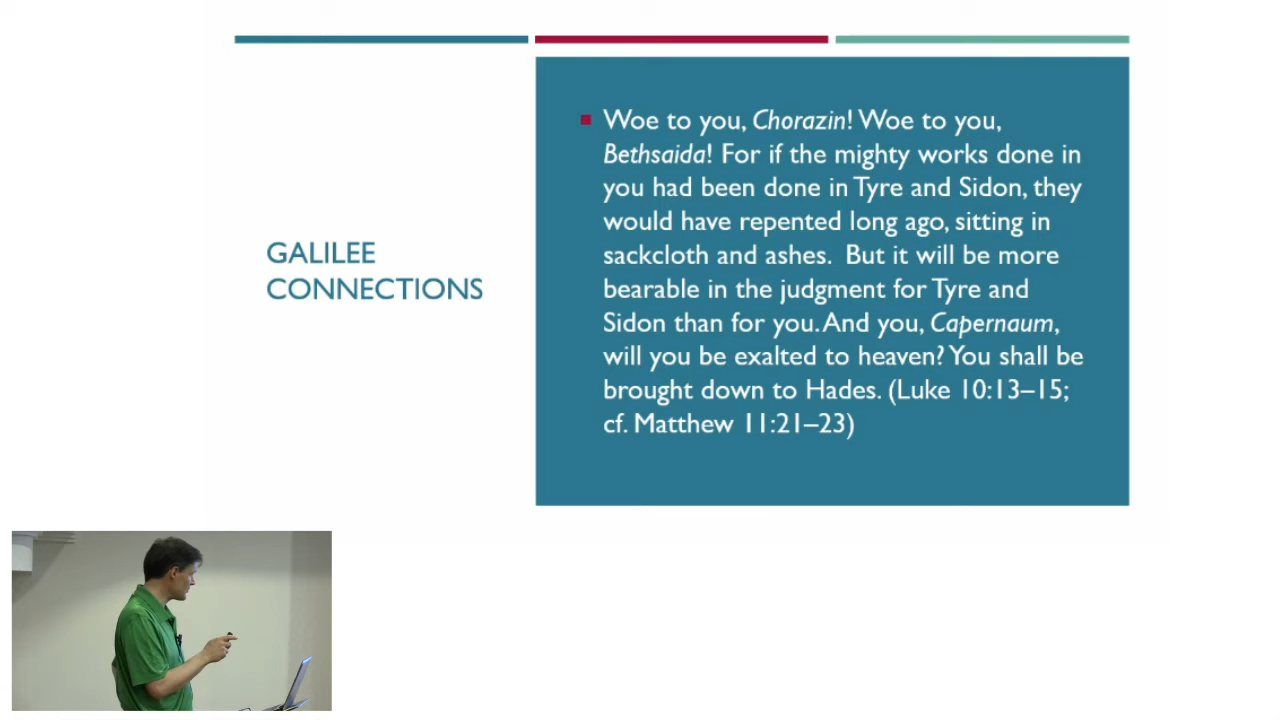 GALILEE
CONNECTIONS
Woe to you, Chorazin! Woe to you,
Bethsaida! For if the mighty works done in
you had been done in Tyre and Sidon, they
would have repented long ago, sitting in
sackcloth and ashes.  But it will be more
bearable in the judgment for Tyre and
Sidon than for you. And you, Capernaum,
will you be exalted to heaven? You shall be
brought down to Hades. (Luke 10:13–15;
cf. Matthew 11:21–23)